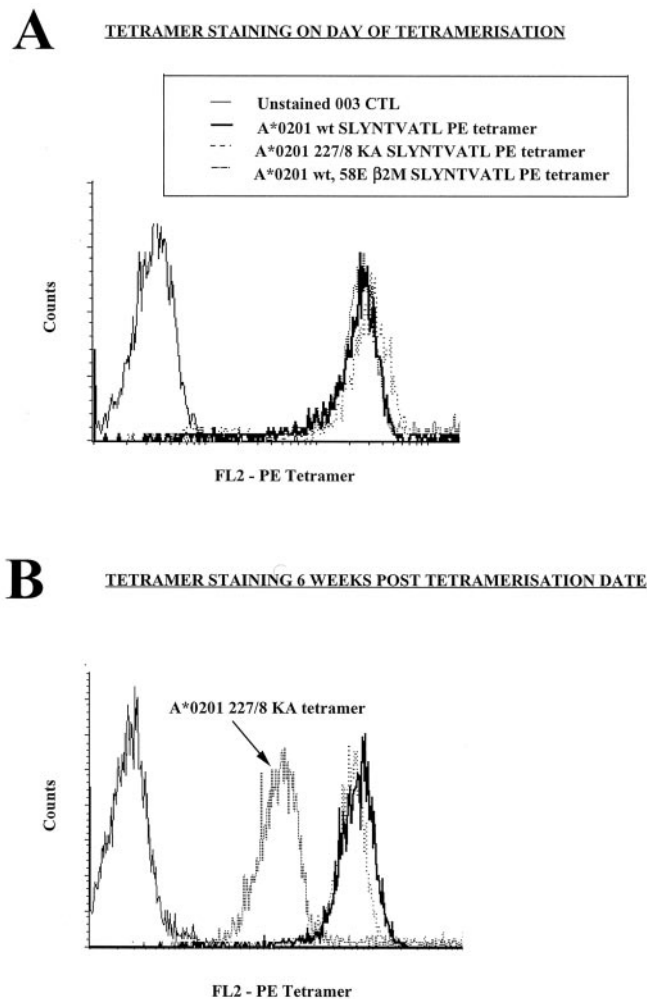 A
TETRAMER STAINING ON DAY OF TETRAMERISATION
Unstained 003 CTL
A*0201 wt SLYNTVATL PE tetramer
A*0201 227/8 KA SLYNTVATL PE tetramer
A*0201 wt, 58E β2M SLYNTVATL PE tetramer
Counts
FL2 - PE Tetramer
B
TETRAMER STAINING 6 WEEKS POST TETRAMERISATION DATE
A*0201 227/8 KA tetramer
Counts
FL2 - PE Tetramer